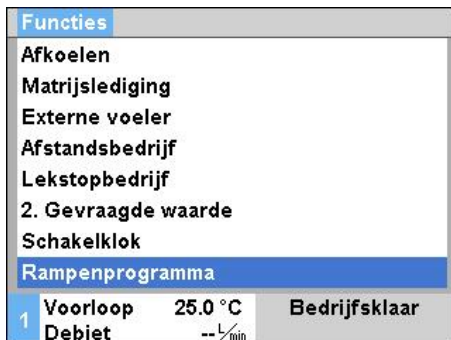 Functies
Afkoelen
Matrijslediging
Externe voeler
Afstandsbedrijf
Lekstopbedrijf
2. Gevraagde waarde
Schakelklok
Rampenprogramma
1 Voorloop 25.0 °C Bedrijfsklaar
Debiet -- L/min